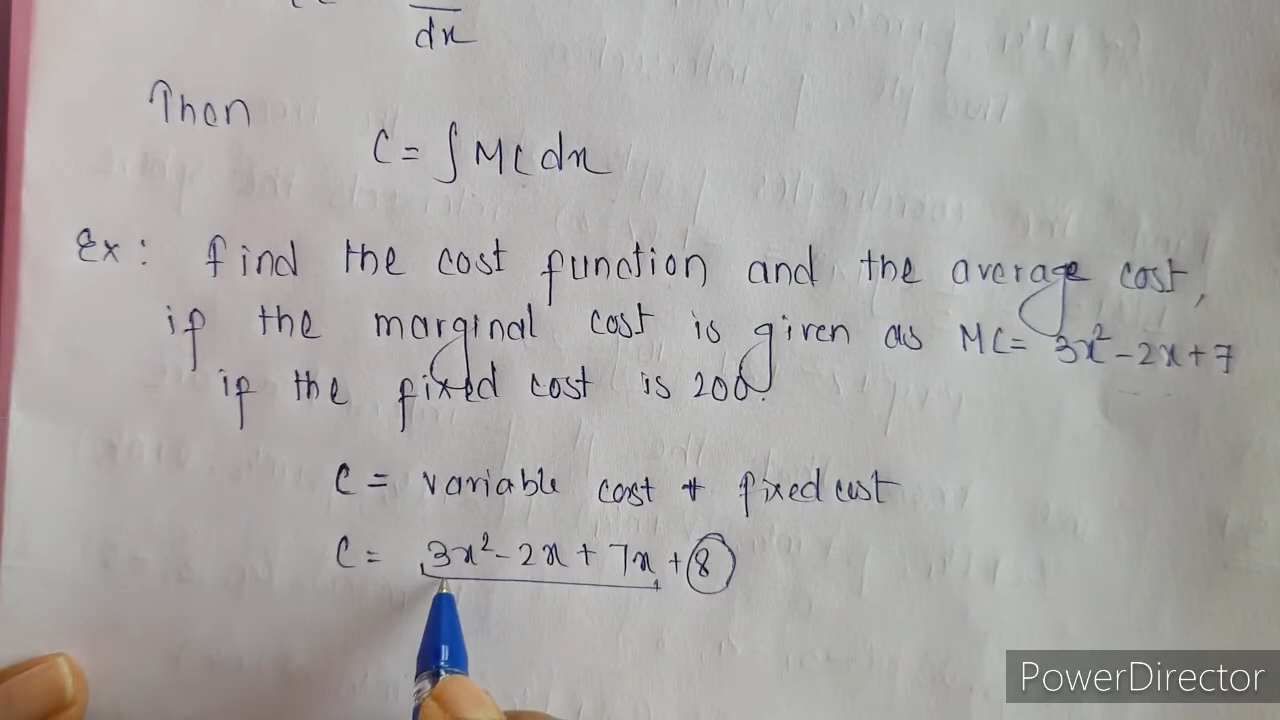 dx
Then
C = ∫ MC dx
Ex : find the cost function and the average cost,
if the marginal cost is given as MC = 3x² - 2x + 7
if the fixed cost is 200.
C = variable cost + fixed cost
C = 3x² - 2x + 7x + 8
PowerDirector